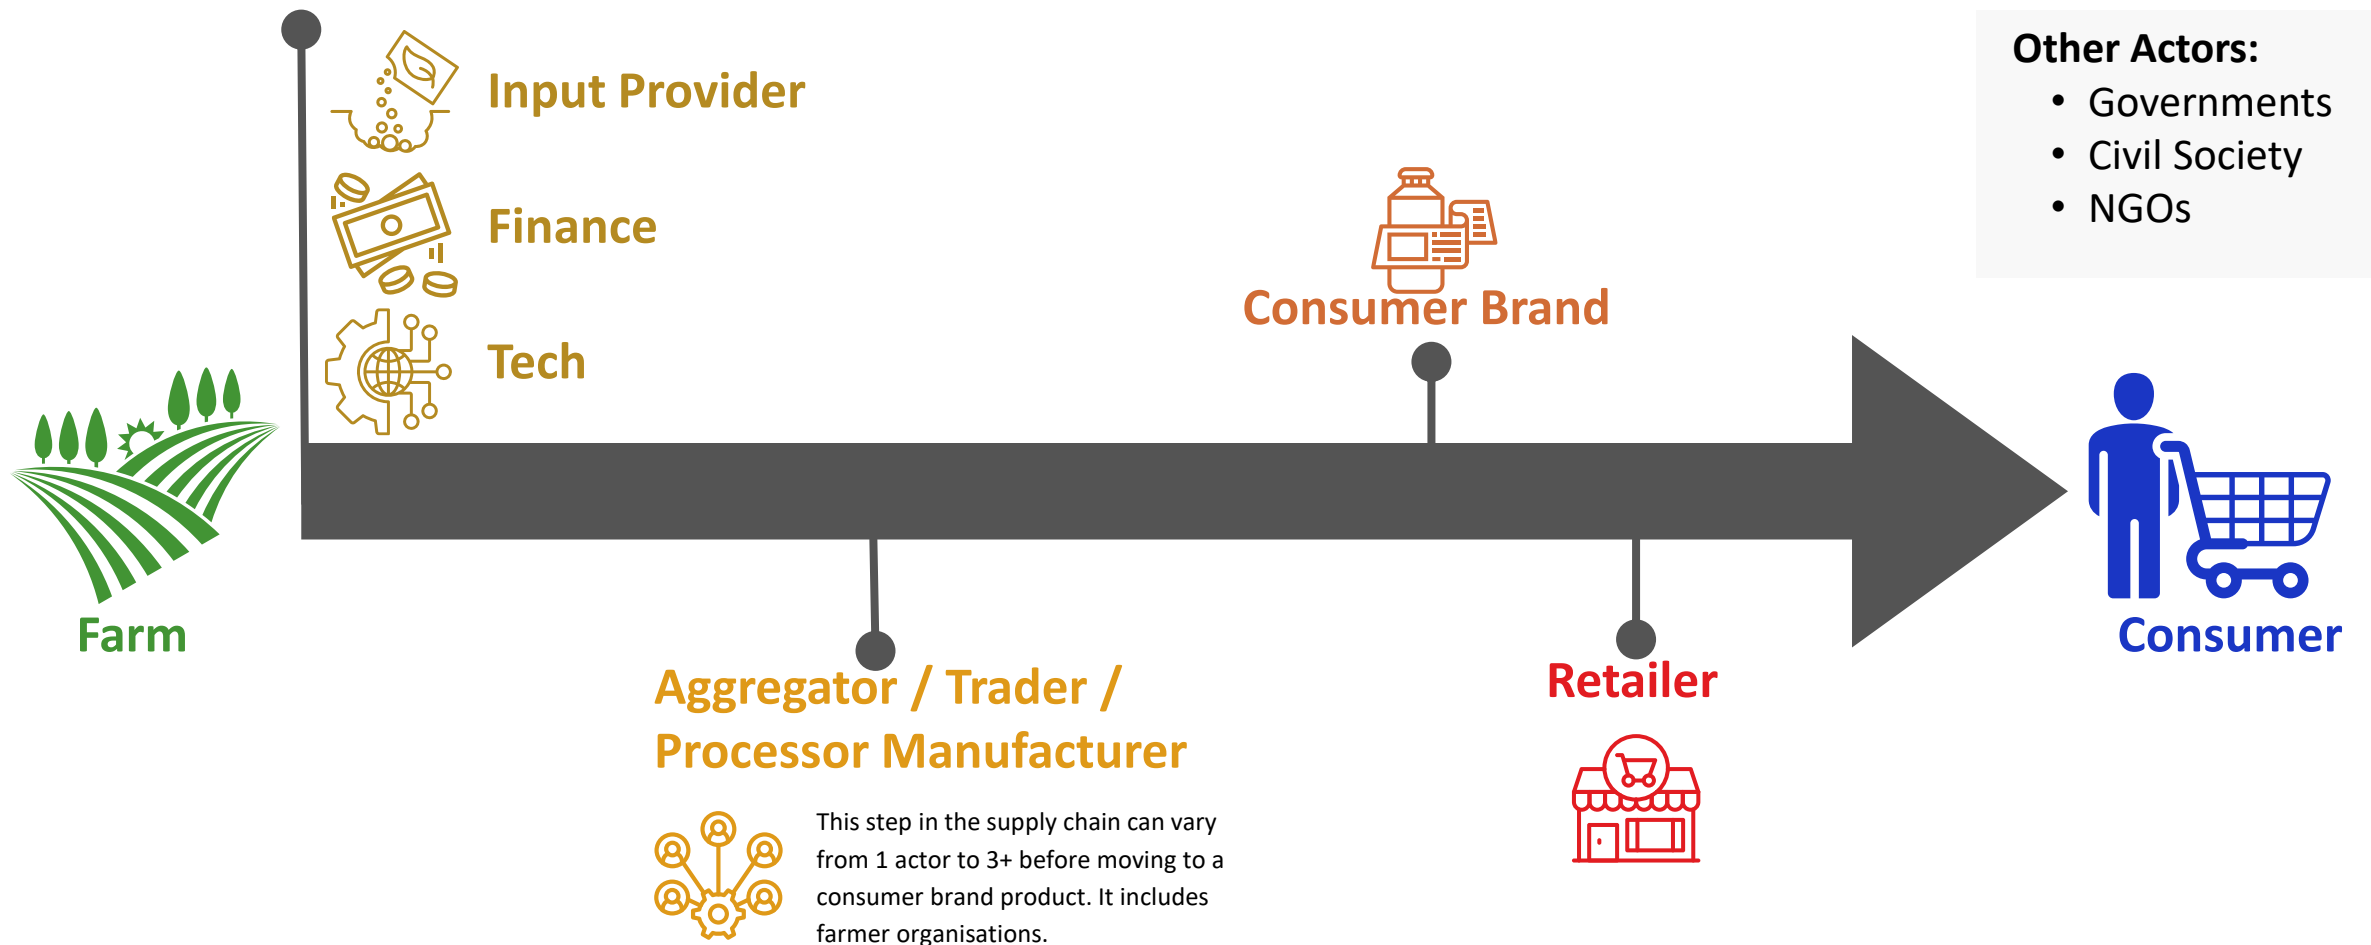 Input Provider
Finance
Tech
Farm
Aggregator / Trader /
Processor Manufacturer
This step in the supply chain can vary
from 1 actor to 3+ before moving to a
consumer brand product. It includes
farmer organisations.
Consumer Brand
Retailer
Consumer
Other Actors:
• Governments
• Civil Society
• NGOs